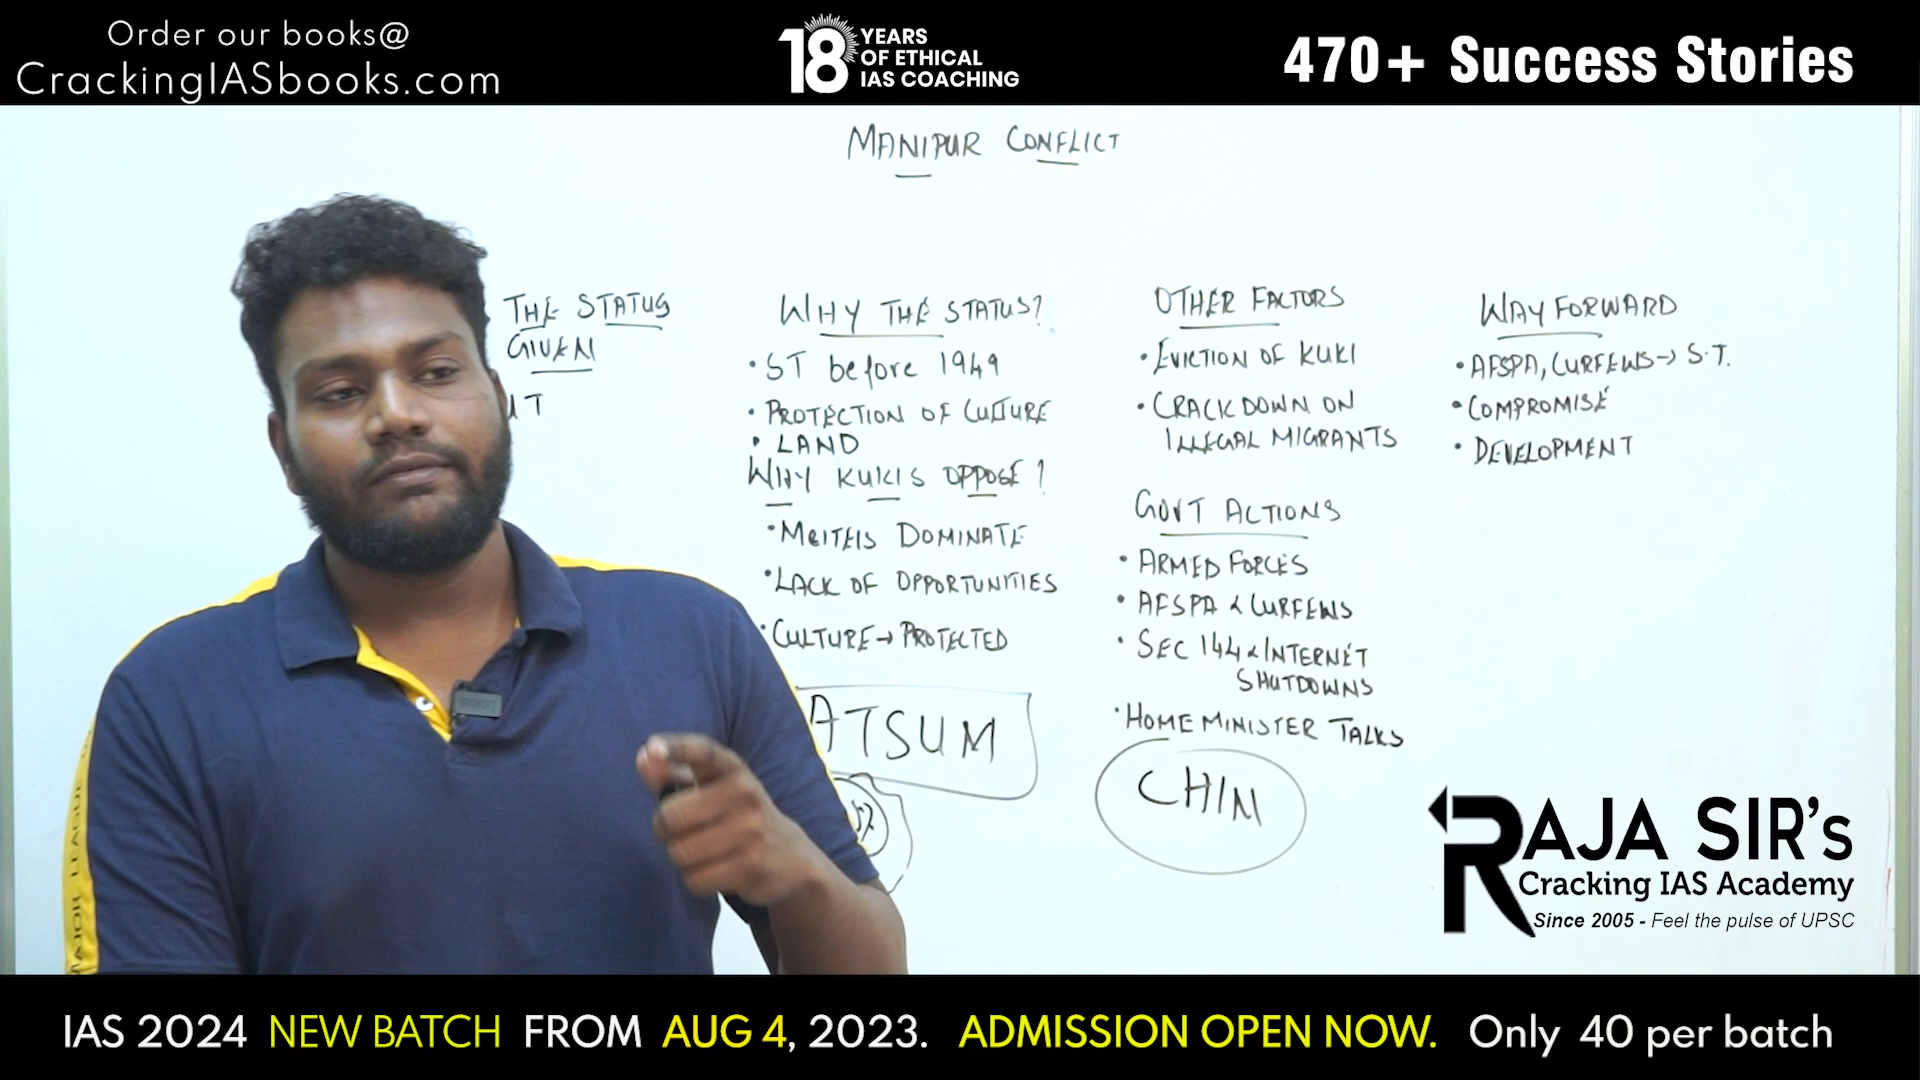 Order our books@
CrackingIASbooks.com
18 YEARS
OF ETHICAL
IAS COACHING
470+ Success Stories
MANIPUR CONFLICT
THE STATUS
GIVEN
WHY THE STATUS?
• ST before 1949
• PROTECTION OF CULTURE
• LAND
WHY KUKIS OPPOSE?
• MEITEIS DOMINATE
• LACK OF OPPORTUNITIES
• CULTURE → PROTECTED
ATSUM
OTHER FACTORS
• EVICTION OF KUKI
• CRACKDOWN ON
ILLEGAL MIGRANTS
GOVT ACTIONS
• ARMED FORCES
• AFSPA & CURFEWS
• SEC 144 & INTERNET
SHUTDOWNS
• HOME MINISTER TALKS
CHIN
WAY FORWARD
• AFSPA, CURFEWS → S.T.
• COMPROMISE
• DEVELOPMENT
MAJOR LEAGUE
RAJA SIR's
Cracking IAS Academy
Since 2005 - Feel the pulse of UPSC
IAS 2024 NEW BATCH FROM AUG 4, 2023. ADMISSION OPEN NOW. Only 40 per batch